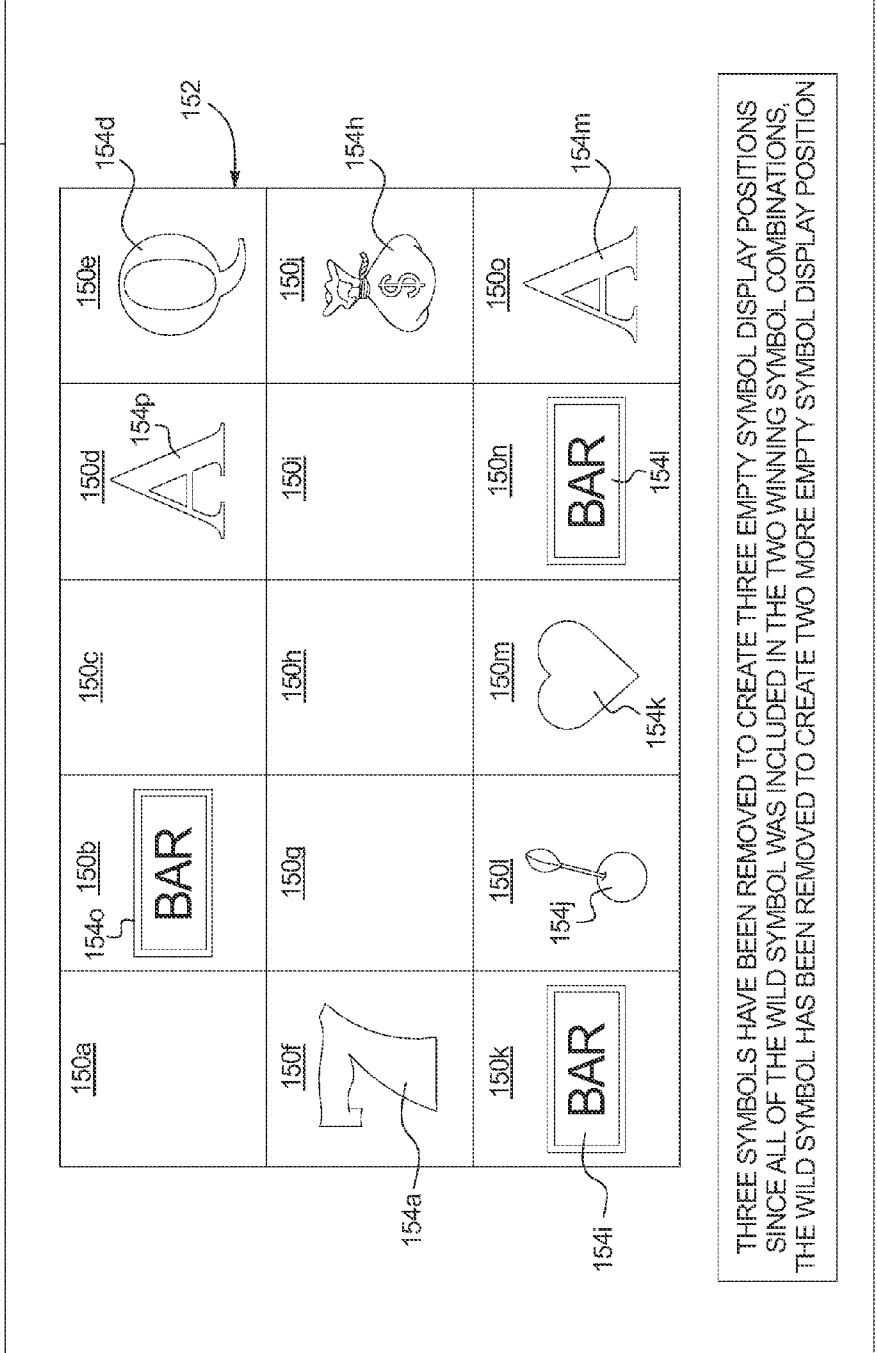 152
150a
150b
154o
BAR
150c
150d
A
154p
150e
Q
154d
150f
7
154a
150g
150h
150i
150j
$
154h
150k
BAR
154i
150l
154j
150m
154k
150n
BAR
154l
150o
A
154m
THREE SYMBOLS HAVE BEEN REMOVED TO CREATE THREE EMPTY SYMBOL DISPLAY POSITIONS
SINCE ALL OF THE WILD SYMBOL WAS INCLUDED IN THE TWO WINNING SYMBOL COMBINATIONS,
THE WILD SYMBOL HAS BEEN REMOVED TO CREATE TWO MORE EMPTY SYMBOL DISPLAY POSITION